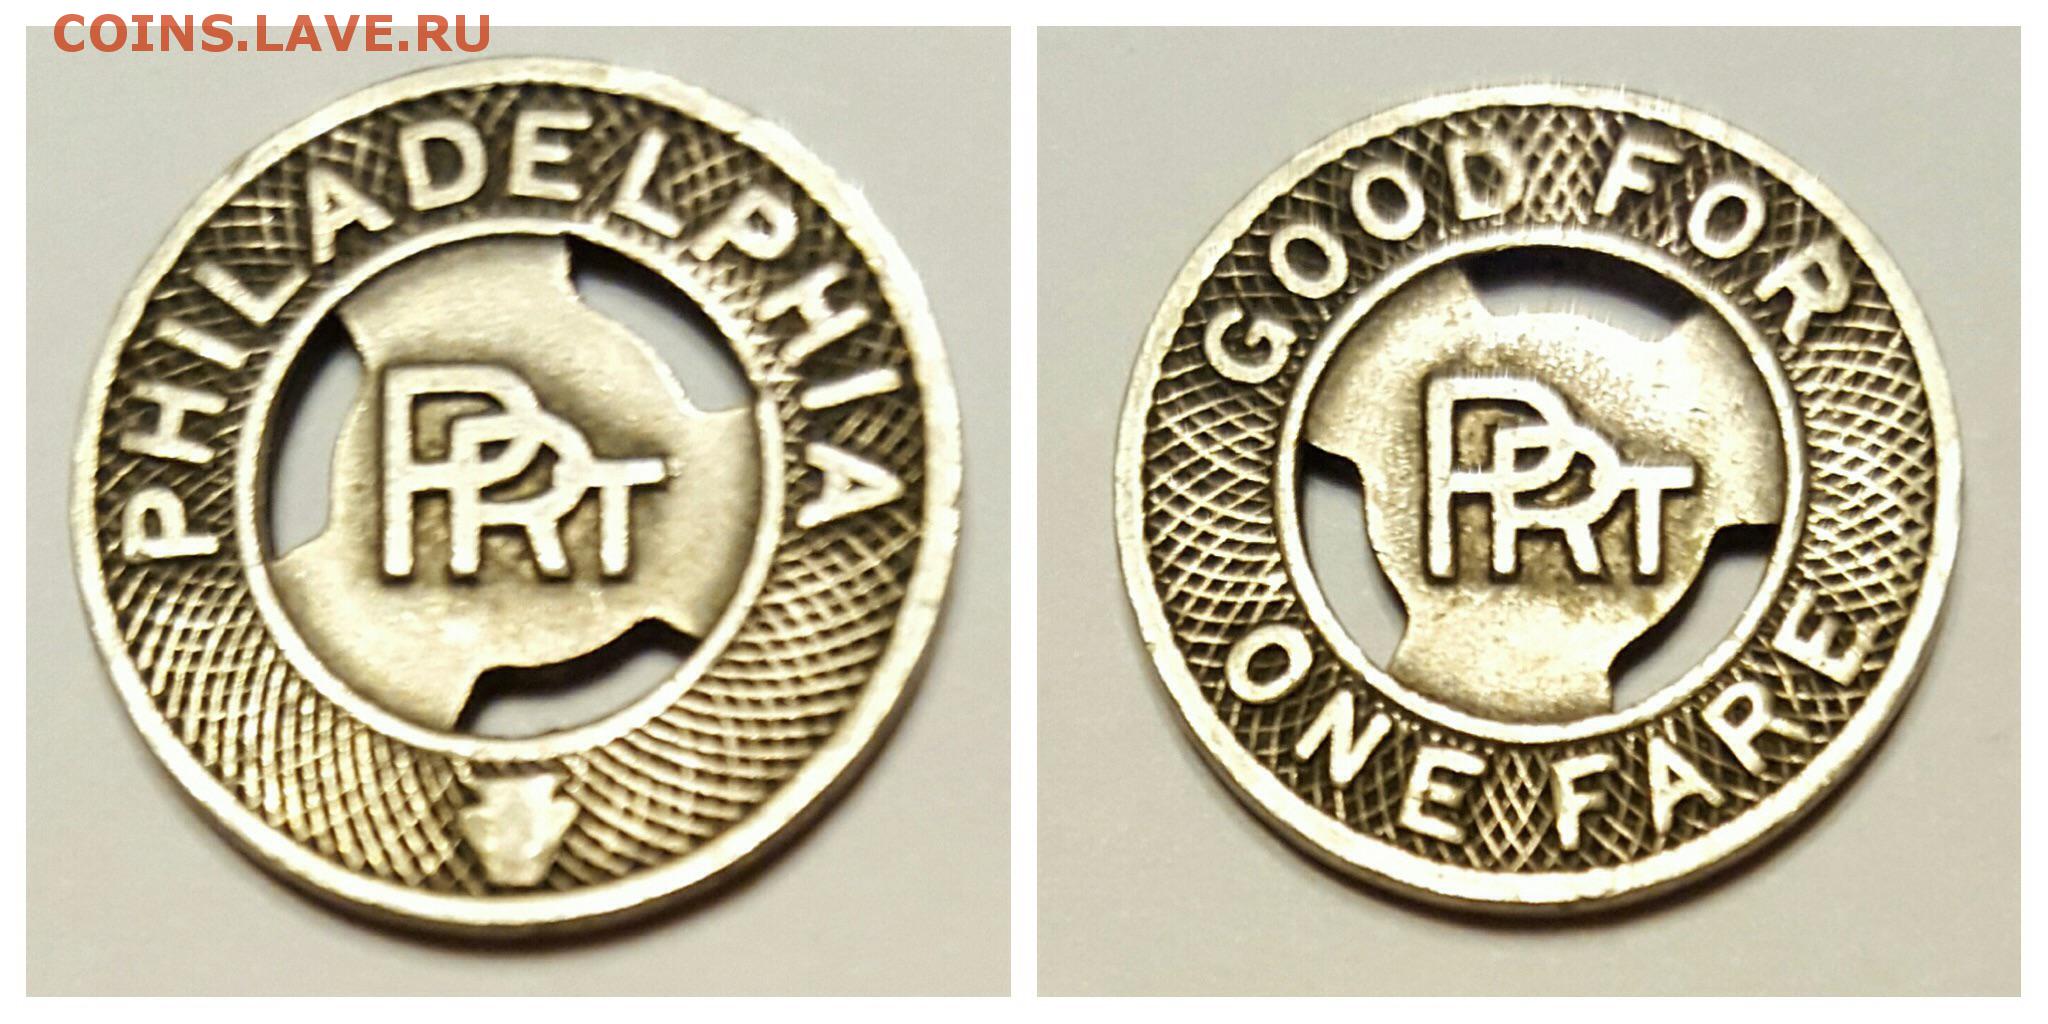 COINS.LAVE.RU
PHILADELPHIA
PRT
GOOD FOR
PRT
ONE FARE